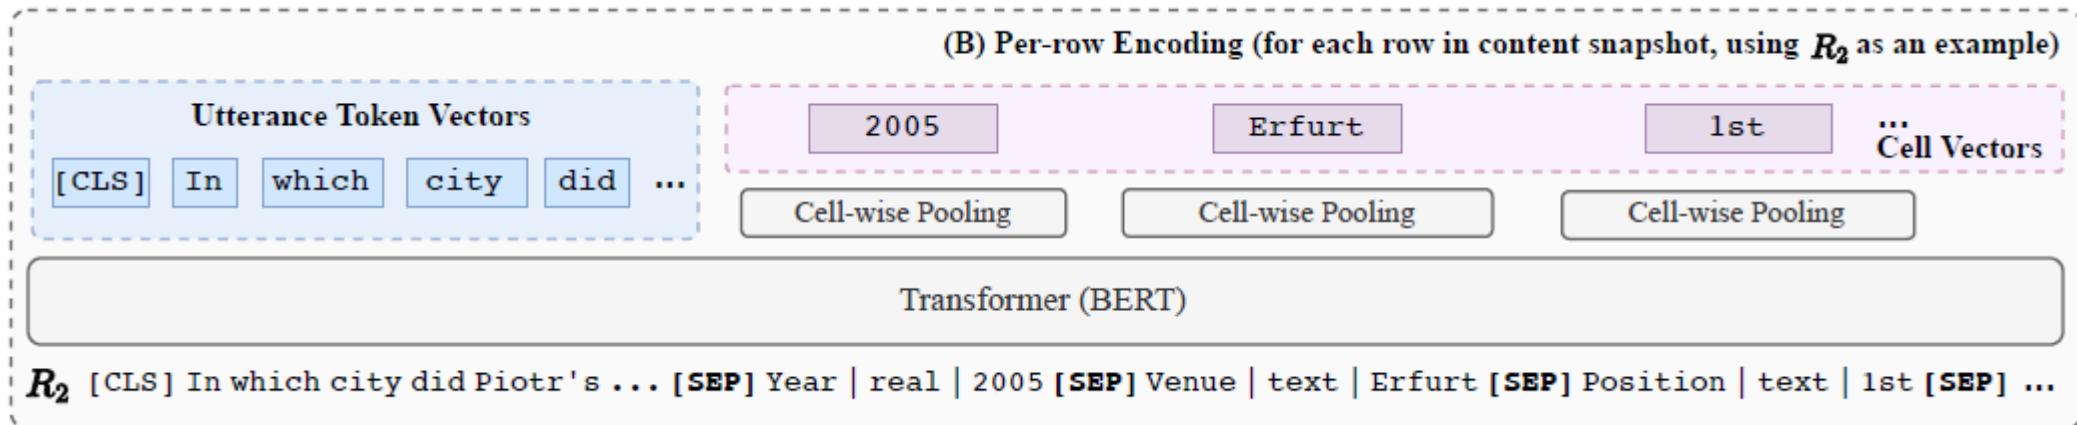 (B) Per-row Encoding (for each row in content snapshot, using R2 as an example)
Utterance Token Vectors
[CLS] In which city did ...
2005 Erfurt 1st ...
Cell Vectors
Cell-wise Pooling Cell-wise Pooling Cell-wise Pooling
Transformer (BERT)
R2 [CLS] In which city did Piotr's ... [SEP] Year | real | 2005 [SEP] Venue | text | Erfurt [SEP] Position | text | 1st [SEP] ...